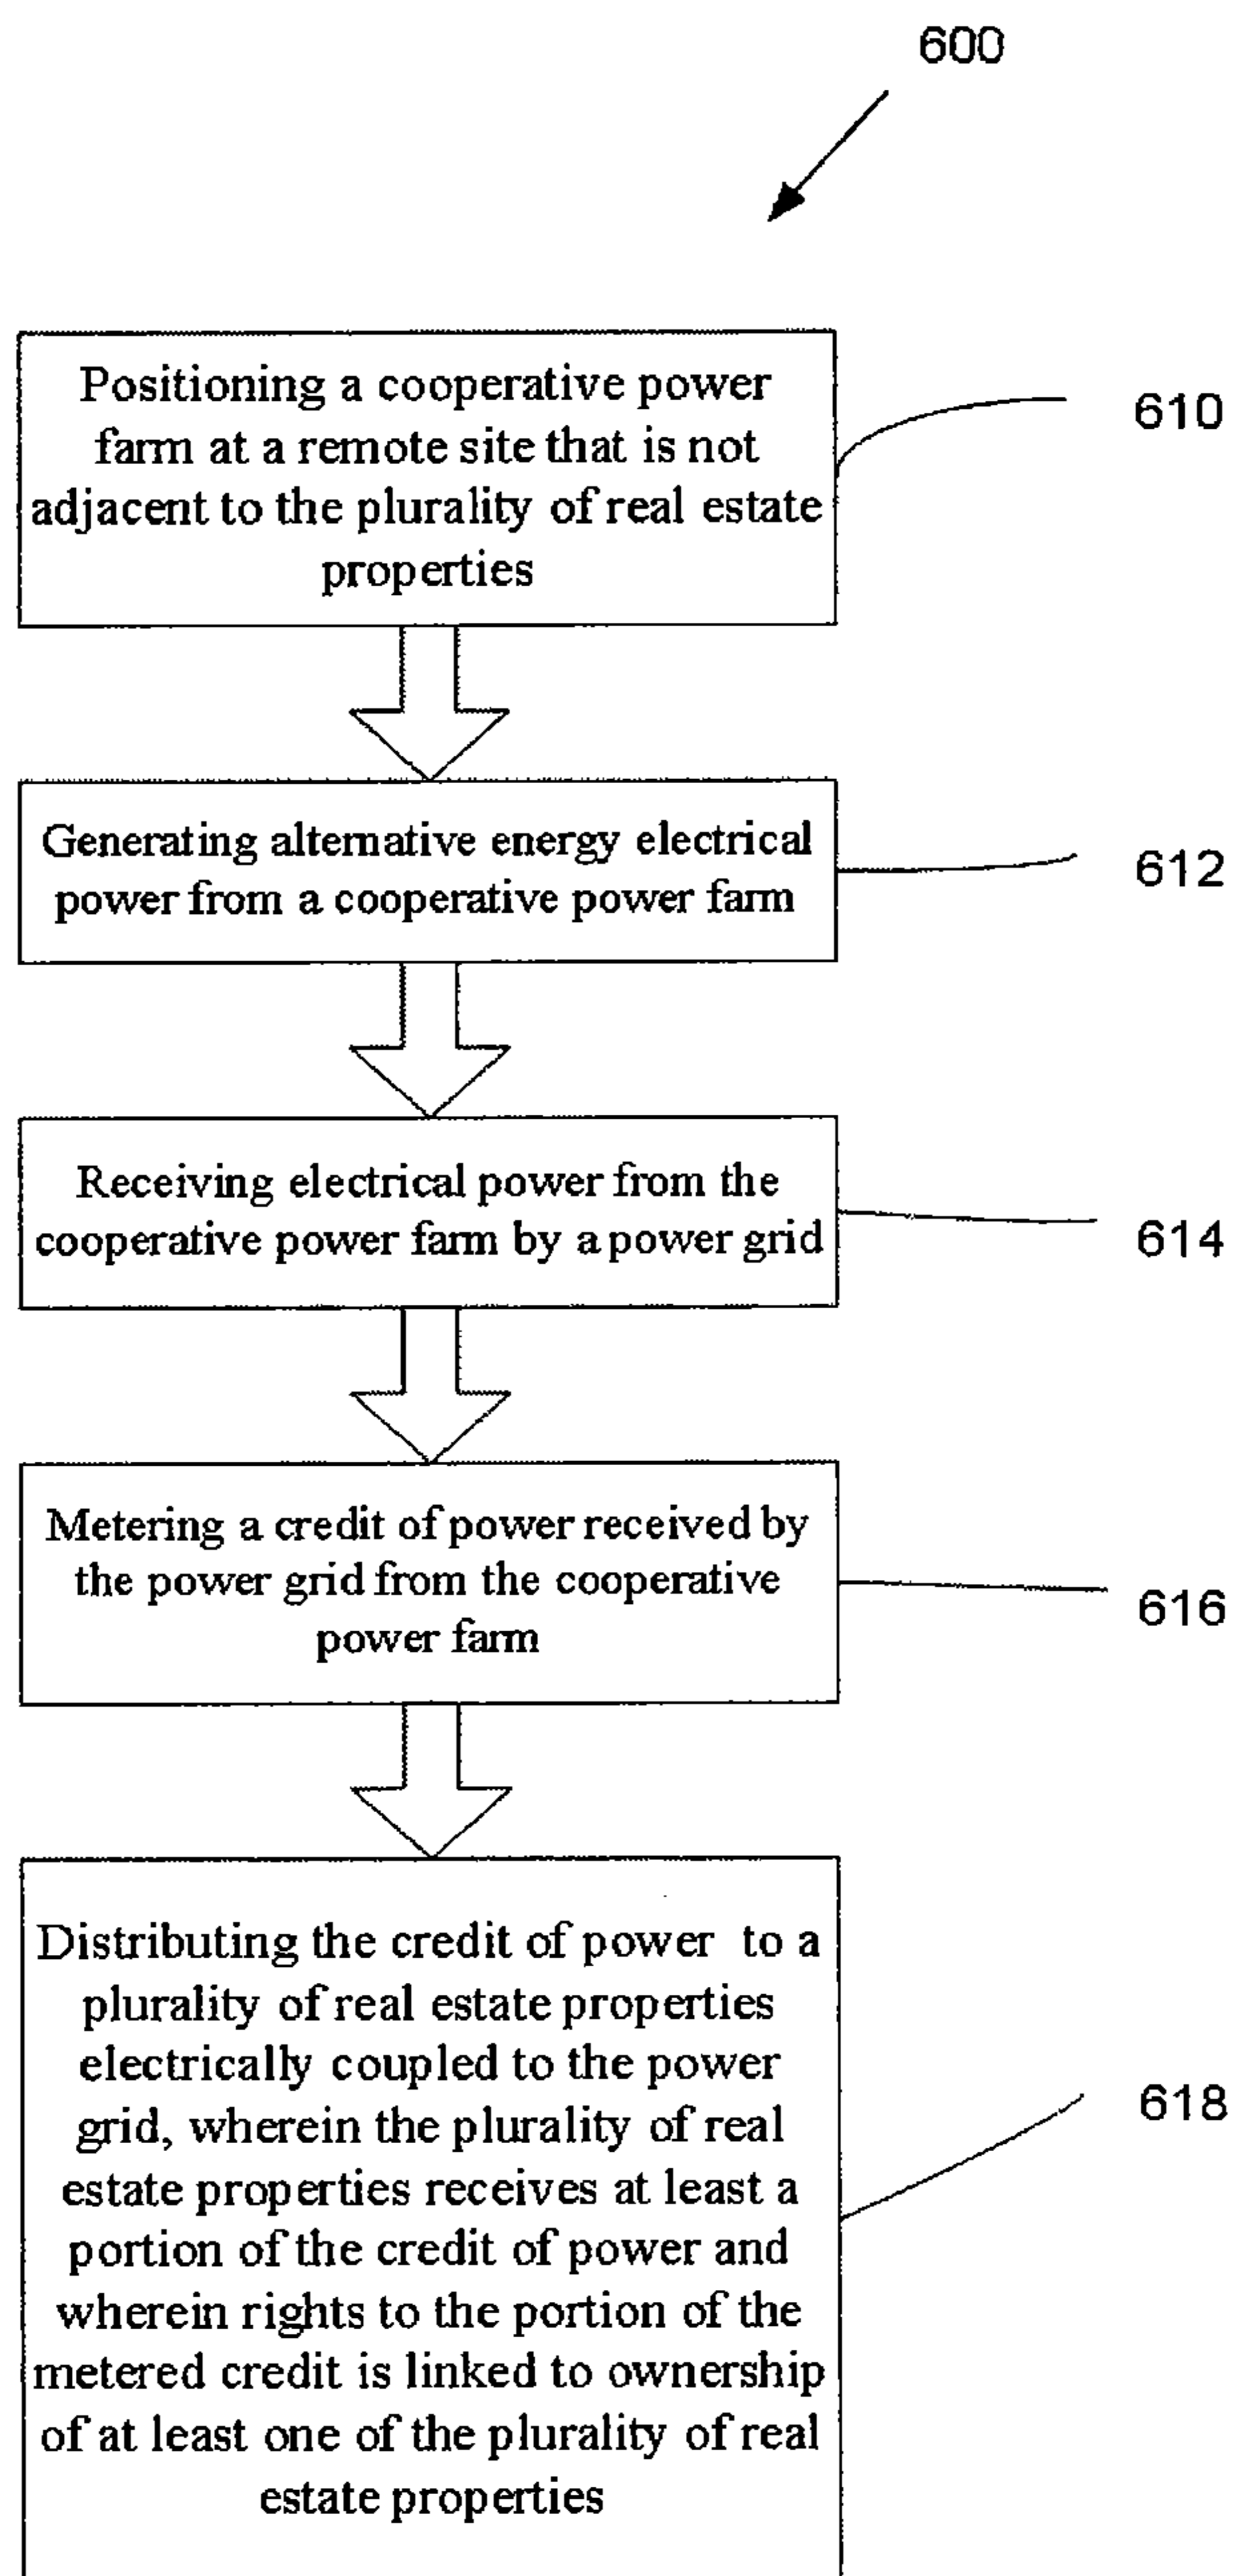 600
Positioning a cooperative power
farm at a remote site that is not
adjacent to the plurality of real estate
properties
610
Generating alternative energy electrical
power from a cooperative power farm
612
Receiving electrical power from the
cooperative power farm by a power grid
614
Metering a credit of power received by
the power grid from the cooperative
power farm
616
Distributing the credit of power to a
plurality of real estate properties
electrically coupled to the power
grid, wherein the plurality of real
estate properties receives at least a
portion of the credit of power and
wherein rights to the portion of the
metered credit is linked to ownership
of at least one of the plurality of real
estate properties
618